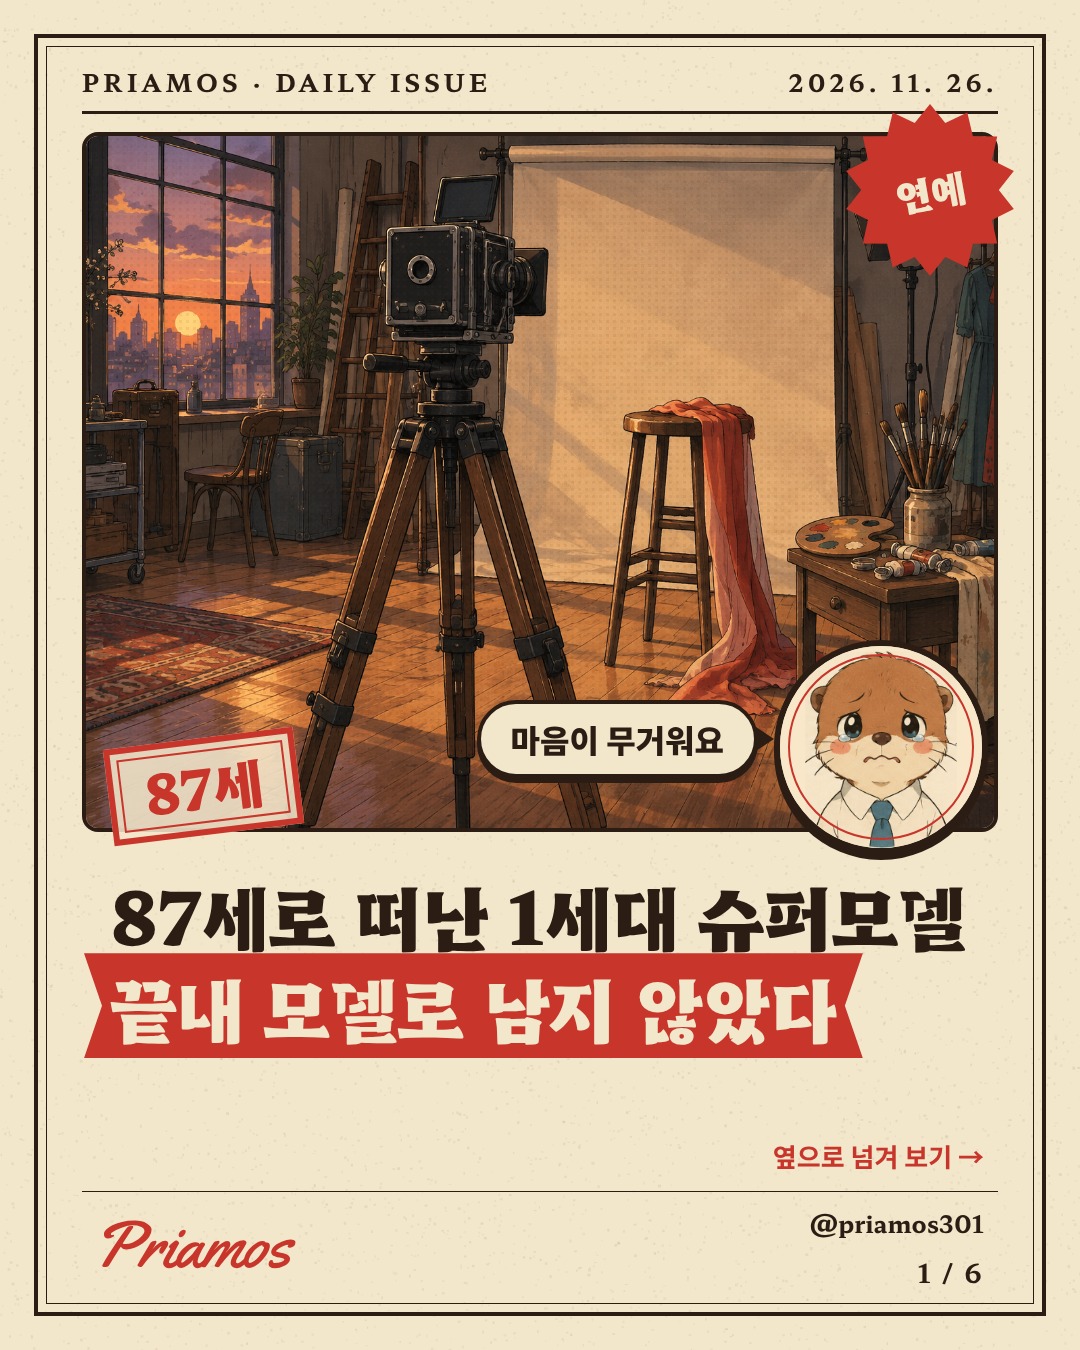 PRIAMOS · DAILY ISSUE
2026. 11. 26.
연예
마음이 무거워요
87세
87세로 떠난 1세대 슈퍼모델
끝내 모델로 남지 않았다
옆으로 넘겨 보기 →
Priamos
@priamos301
1 / 6